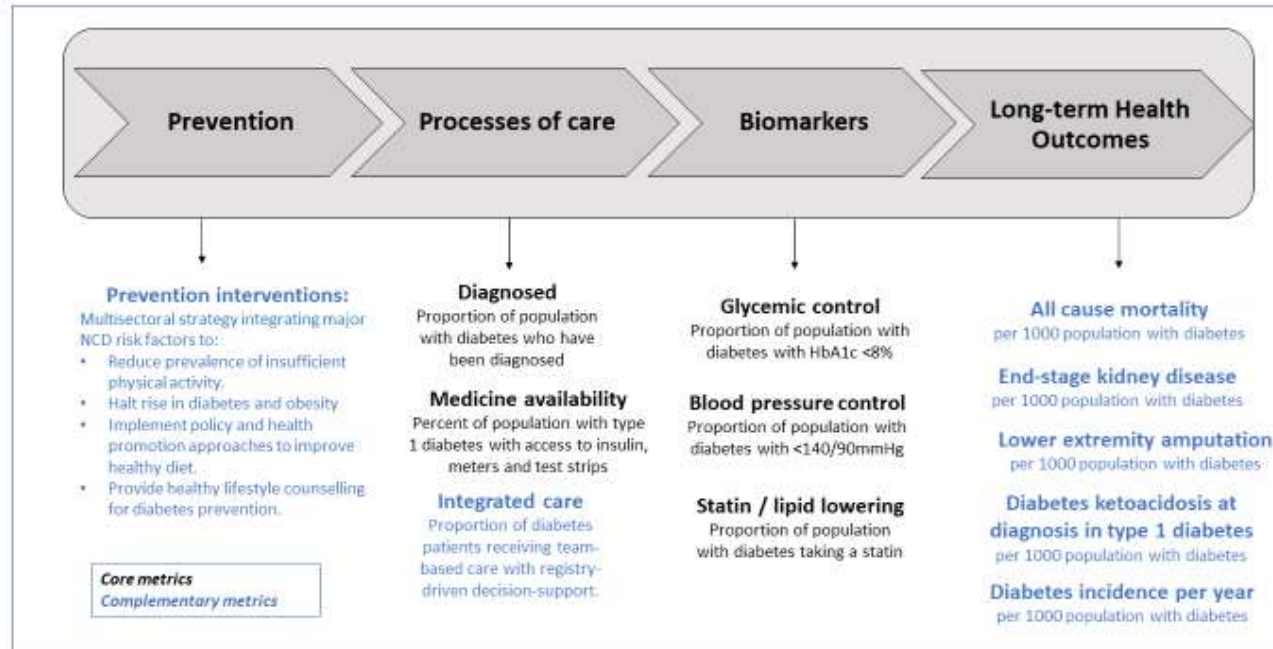 Prevention
Processes of care
Biomarkers
Long-term Health
Outcomes
Prevention interventions:
Multisectoral strategy integrating major
NCD risk factors to:
• Reduce prevalence of insufficient
physical activity.
• Halt rise in diabetes and obesity
• Implement policy and health
promotion approaches to improve
healthy diet.
• Provide healthy lifestyle counselling
for diabetes prevention.
Core metrics
Complementary metrics
Diagnosed
Proportion of population
with diabetes who have
been diagnosed
Medicine availability
Percent of population with type
1 diabetes with access to insulin,
meters and test strips
Integrated care
Proportion of diabetes
patients receiving team-
based care with registry-
driven decision-support.
Glycemic control
Proportion of population with
diabetes with HbA1c <8%
Blood pressure control
Proportion of population with
diabetes with <140/90mmHg
Statin / lipid lowering
Proportion of population
with diabetes taking a statin
All cause mortality
per 1000 population with diabetes
End-stage kidney disease
per 1000 population with diabetes
Lower extremity amputation
per 1000 population with diabetes
Diabetes ketoacidosis at
diagnosis in type 1 diabetes
per 1000 population with diabetes
Diabetes incidence per year
per 1000 population with diabetes